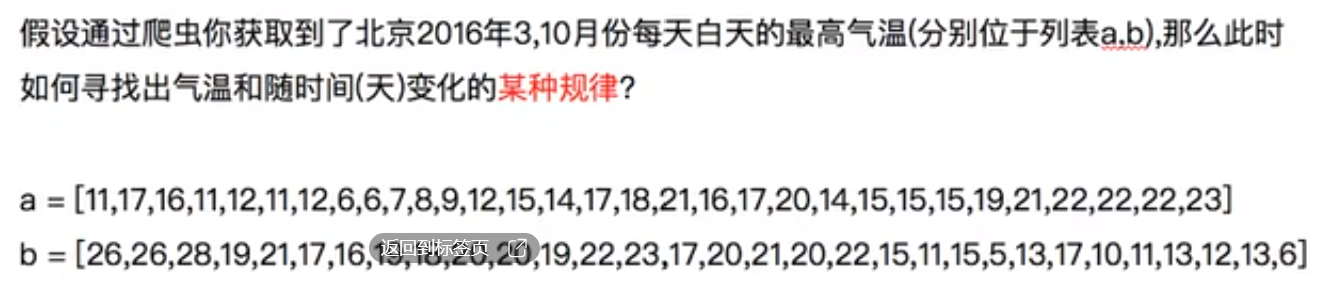 假设通过爬虫你获取到了北京2016年3,10月份每天白天的最高气温(分别位于列表a,b),那么此时
如何寻找出气温和随时间(天)变化的某种规律?
a = [11,17,16,11,12,11,12,6,6,7,8,9,12,15,14,17,18,21,16,17,20,14,15,15,15,19,21,22,22,22,23]
b = [26,26,28,19,21,17,16,19,18,20,20,19,22,23,17,20,21,20,22,15,11,15,5,13,17,10,11,13,12,13,6]
返回到标签页